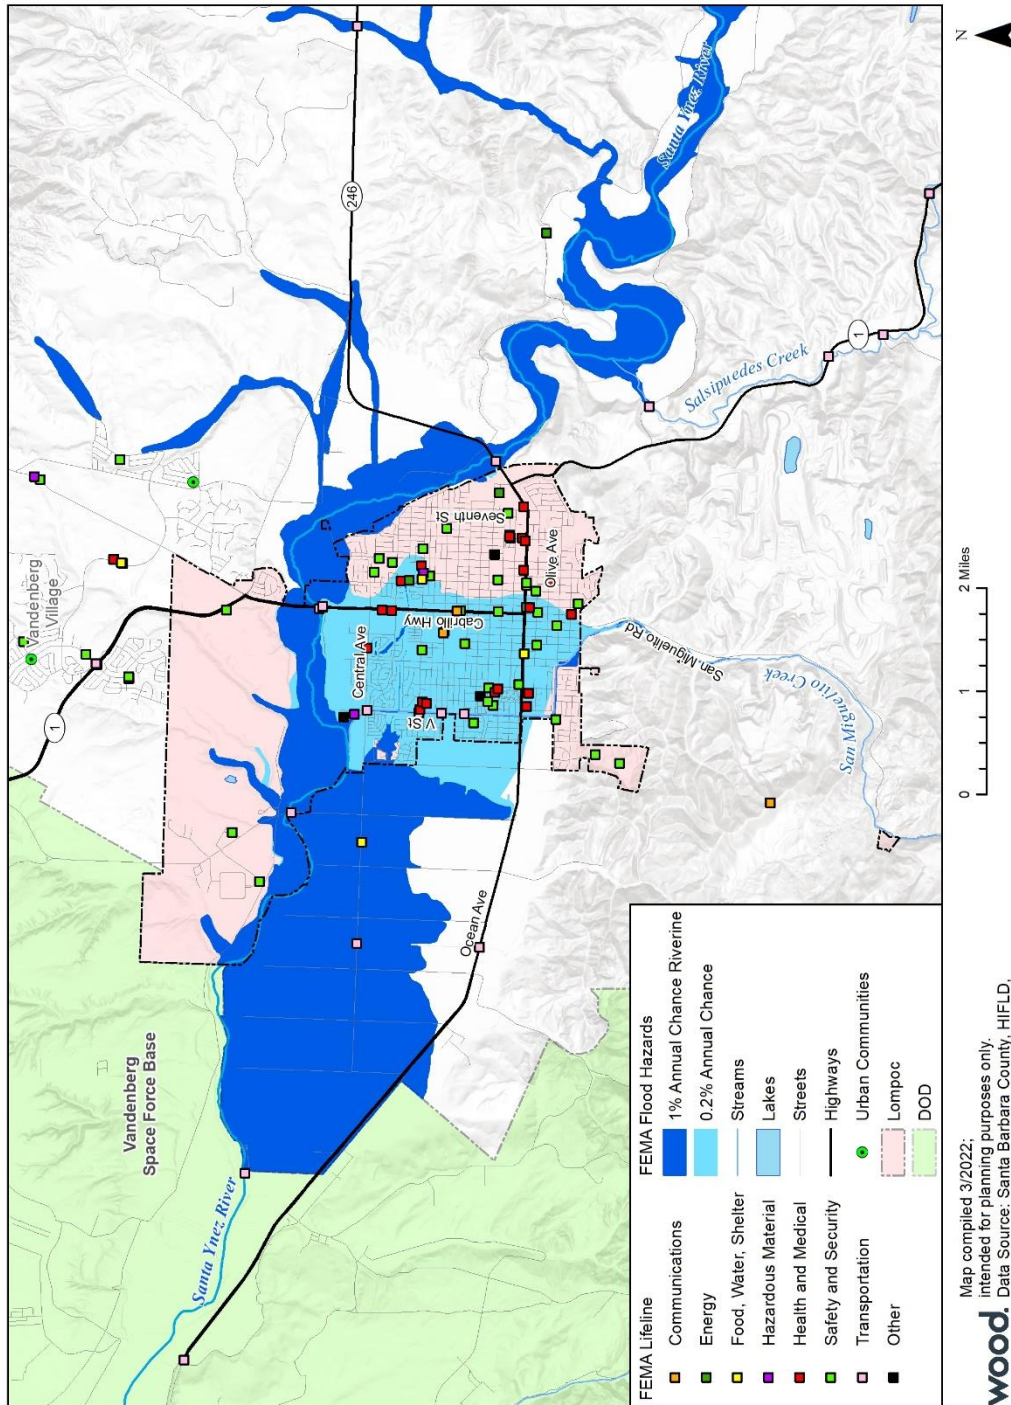 Santa Ynez River
246
Salsipuedes Creek
1
Vandenberg
Village
1
Seventh St
Olive Ave
Cabrillo Hwy
Central Ave
V St
San Miguelito Rd
San Miguelito Creek
Ocean Ave
Vandenberg
Space Force Base
Santa Ynez River
N
0 1 2 Miles
FEMA Lifeline
Communications
Energy
Food, Water, Shelter
Hazardous Material
Health and Medical
Safety and Security
Transportation
Other
FEMA Flood Hazards
1% Annual Chance Riverine
0.2% Annual Chance
Streams
Lakes
Streets
Highways
Urban Communities
Lompoc
DOD
wood.
Map compiled 3/2022;
intended for planning purposes only.
Data Source: Santa Barbara County, HIFLD,